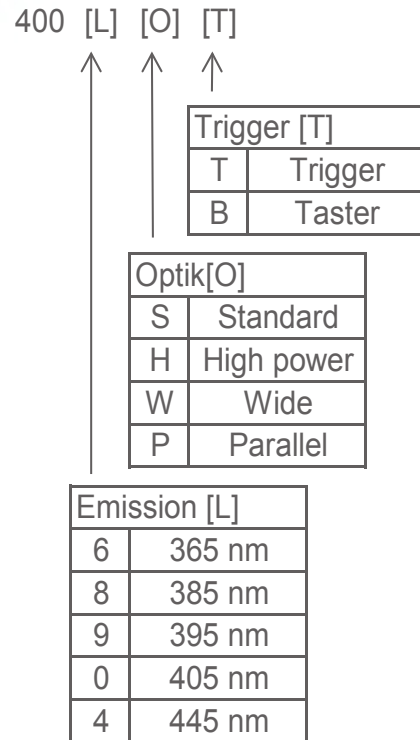 400 [L] [O] [T]
Trigger [T]
T Trigger
B Taster
Optik[O]
S Standard
H High power
W Wide
P Parallel
Emission [L]
6 365 nm
8 385 nm
9 395 nm
0 405 nm
4 445 nm